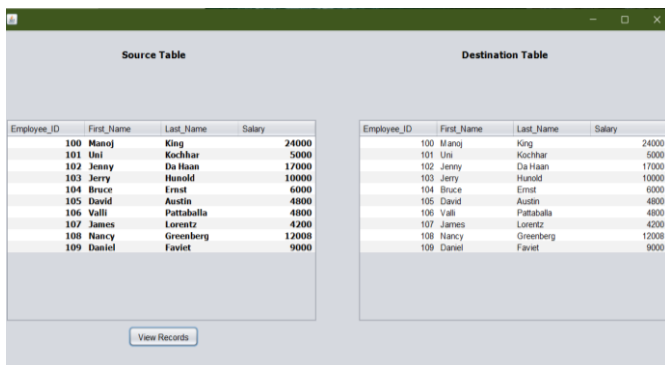 Source Table
Destination Table
Employee_ID First_Name Last_Name Salary
100 Manoj King 24000
101 Uni Kochhar 5000
102 Jenny Da Haan 17000
103 Jerry Hunold 10000
104 Bruce Ernst 6000
105 David Austin 4800
106 Valli Pattaballa 4800
107 James Lorentz 4200
108 Nancy Greenberg 12008
109 Daniel Faviet 9000
Employee_ID First_Name Last_Name Salary
100 Manoj King 24000
101 Uni Kochhar 5000
102 Jenny Da Haan 17000
103 Jerry Hunold 10000
104 Bruce Ernst 6000
105 David Austin 4800
106 Valli Pataballa 4800
107 James Lorentz 4200
108 Nancy Greenberg 12008
109 Daniel Faviet 9000
View Records